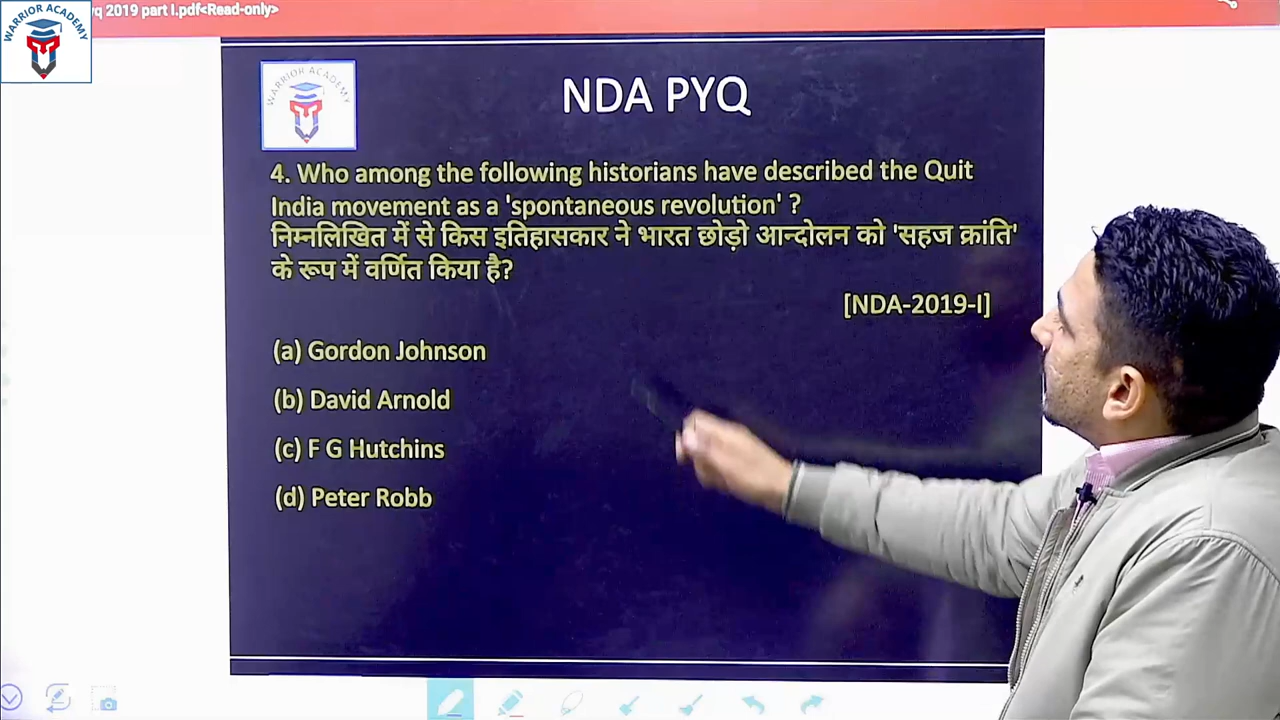 WARRIOR ACADEMY
yq 2019 part I.pdf<Read-only>
WARRIOR ACADEMY
NDA PYQ
4. Who among the following historians have described the Quit
India movement as a 'spontaneous revolution' ?
निम्नलिखित में से किस इतिहासकार ने भारत छोड़ो आन्दोलन को 'सहज क्रांति'
के रूप में वर्णित किया है?
[NDA-2019-I]
(a) Gordon Johnson
(b) David Arnold
(c) F G Hutchins
(d) Peter Robb